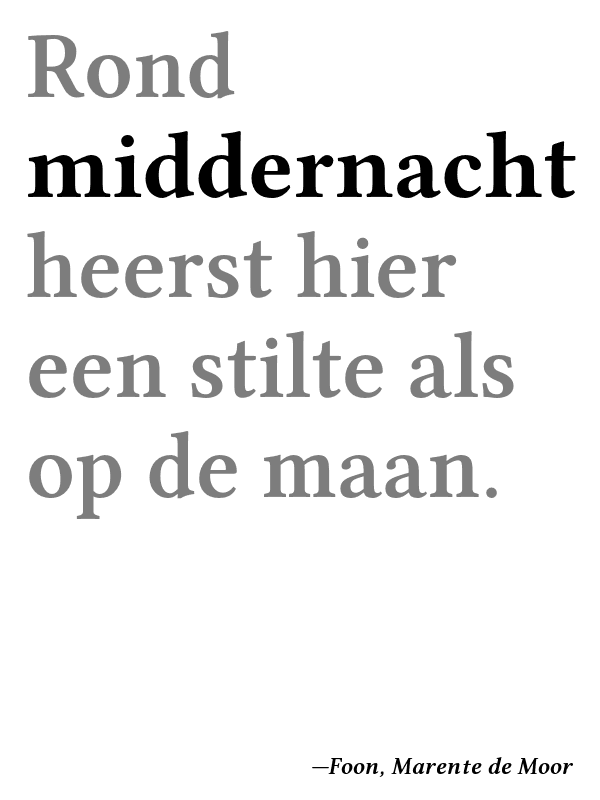 Rond
middernacht
heerst hier
een stilte als
op de maan.
—Foon, Marente de Moor